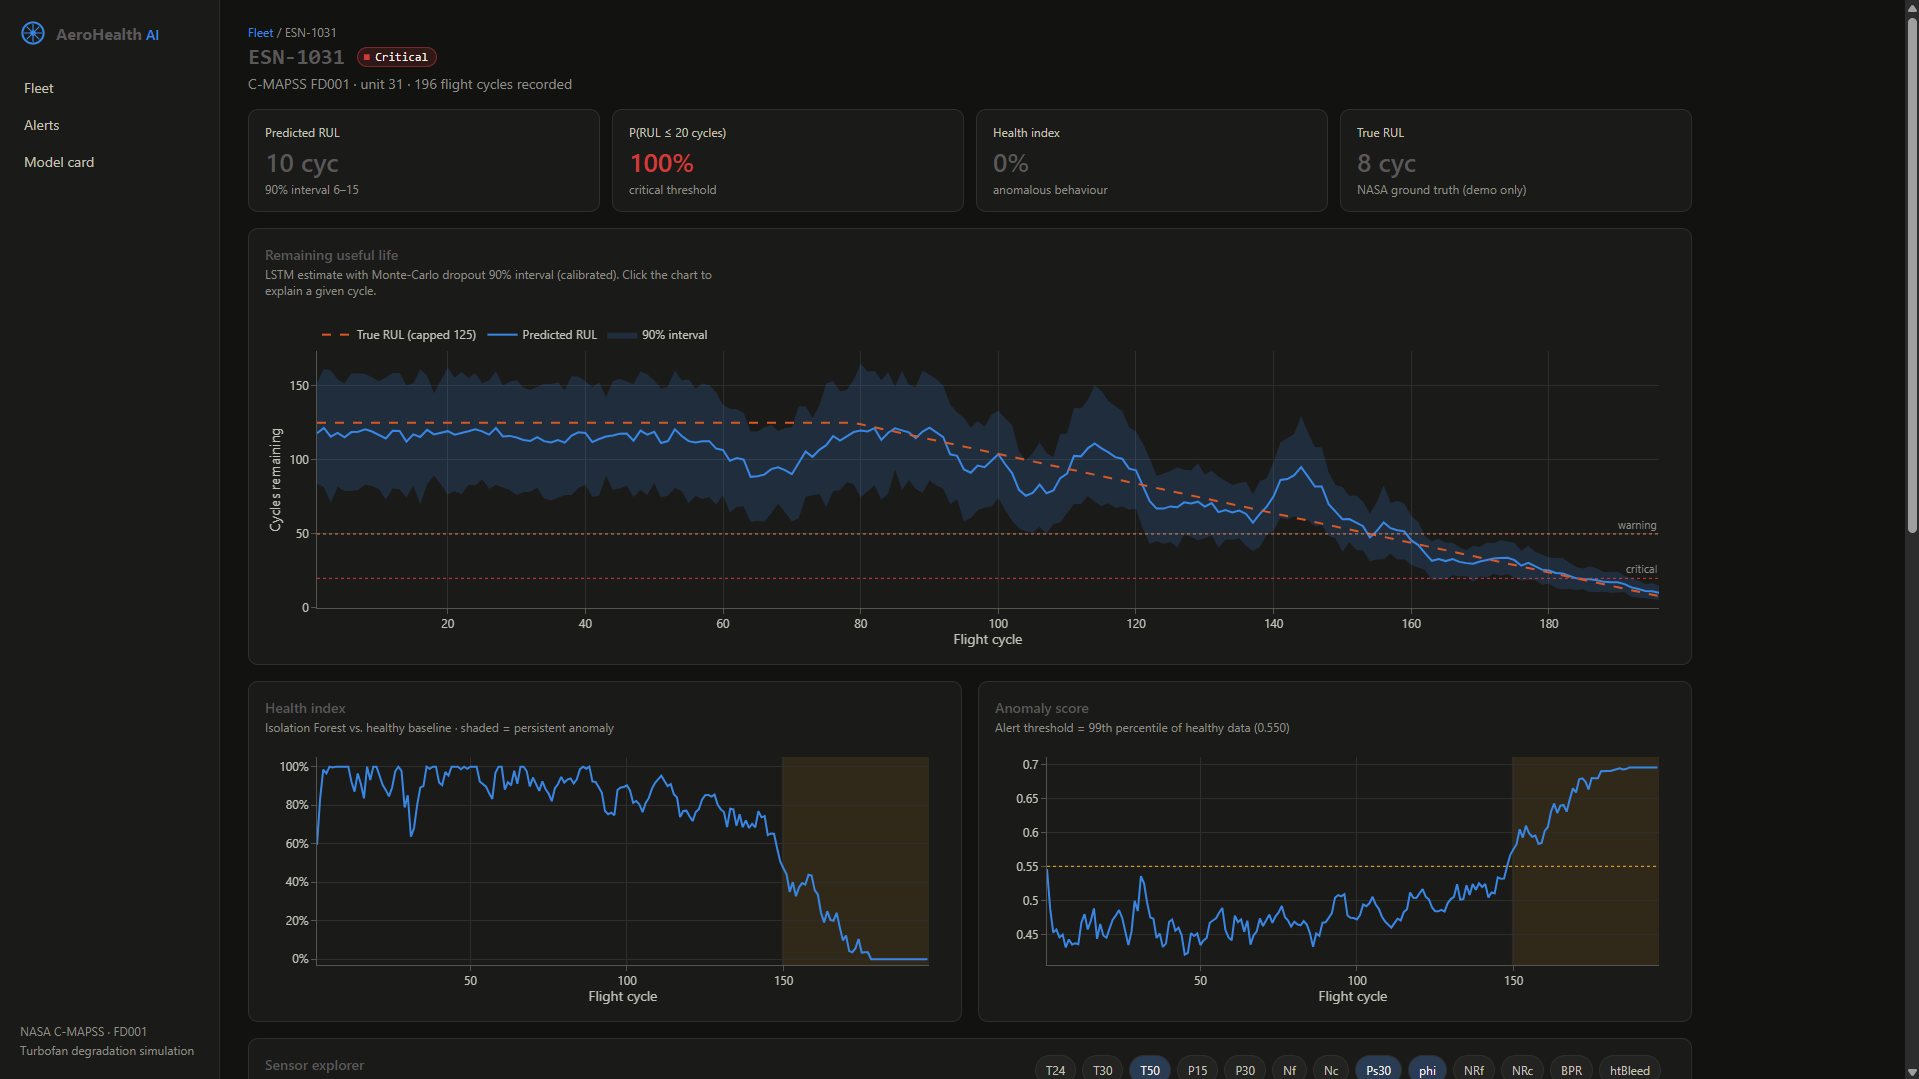 AeroHealth AI
Fleet
Alerts
Model card
NASA C-MAPSS · FD001
Turbofan degradation simulation
Fleet / ESN-1031
ESN-1031 Critical
C-MAPSS FD001 · unit 31 · 196 flight cycles recorded
Predicted RUL
10 cyc
90% interval 6–15
P(RUL ≤ 20 cycles)
100%
critical threshold
Health index
0%
anomalous behaviour
True RUL
8 cyc
NASA ground truth (demo only)
Remaining useful life
LSTM estimate with Monte-Carlo dropout 90% interval (calibrated). Click the chart to
explain a given cycle.
True RUL (capped 125) Predicted RUL 90% interval
Cycles remaining
150
100
50
0
warning
critical
20 40 60 80 100 120 140 160 180
Flight cycle
Health index
Isolation Forest vs. healthy baseline · shaded = persistent anomaly
100%
80%
60%
40%
20%
0%
50 100 150
Flight cycle
Anomaly score
Alert threshold = 99th percentile of healthy data (0.550)
0.7
0.65
0.6
0.55
0.5
0.45
50 100 150
Flight cycle
Sensor explorer
T24 T30 T50 P15 P30 Nf Nc Ps30 phi NRf NRc BPR htBleed